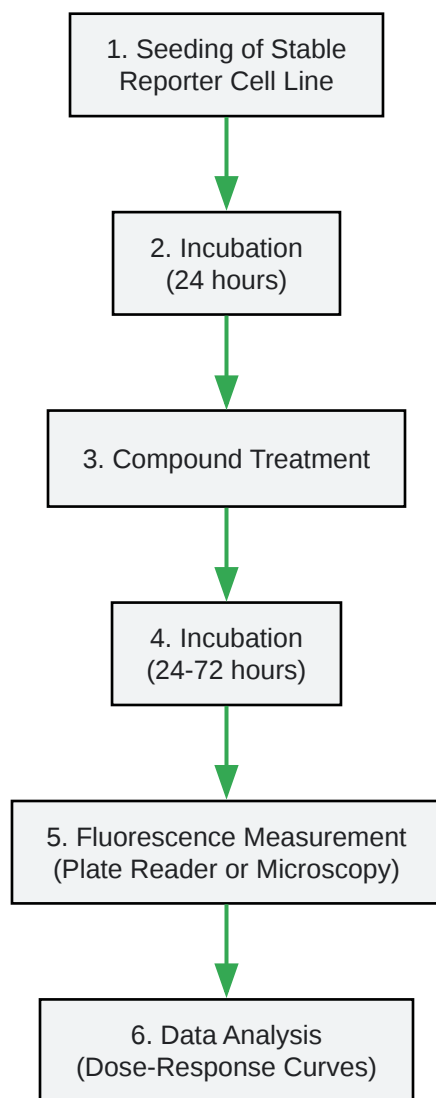 1. Seeding of Stable
Reporter Cell Line
2. Incubation
(24 hours)
3. Compound Treatment
4. Incubation
(24-72 hours)
5. Fluorescence Measurement
(Plate Reader or Microscopy)
6. Data Analysis
(Dose-Response Curves)